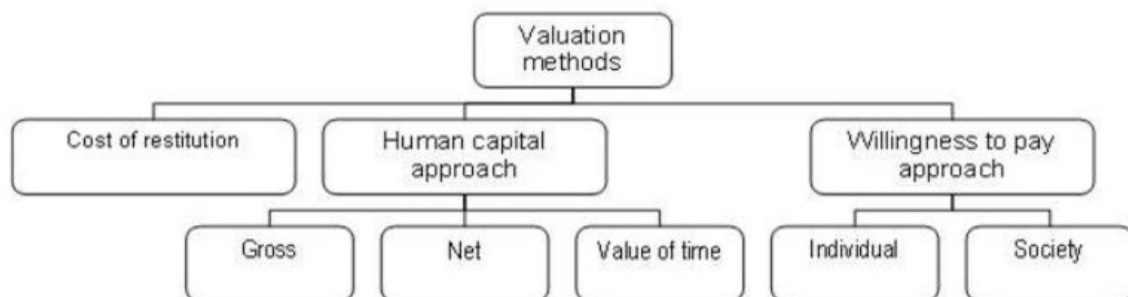 Valuation
methods
Cost of restitution
Human capital
approach
Willingness to pay
approach
Gross
Net
Value of time
Individual
Society